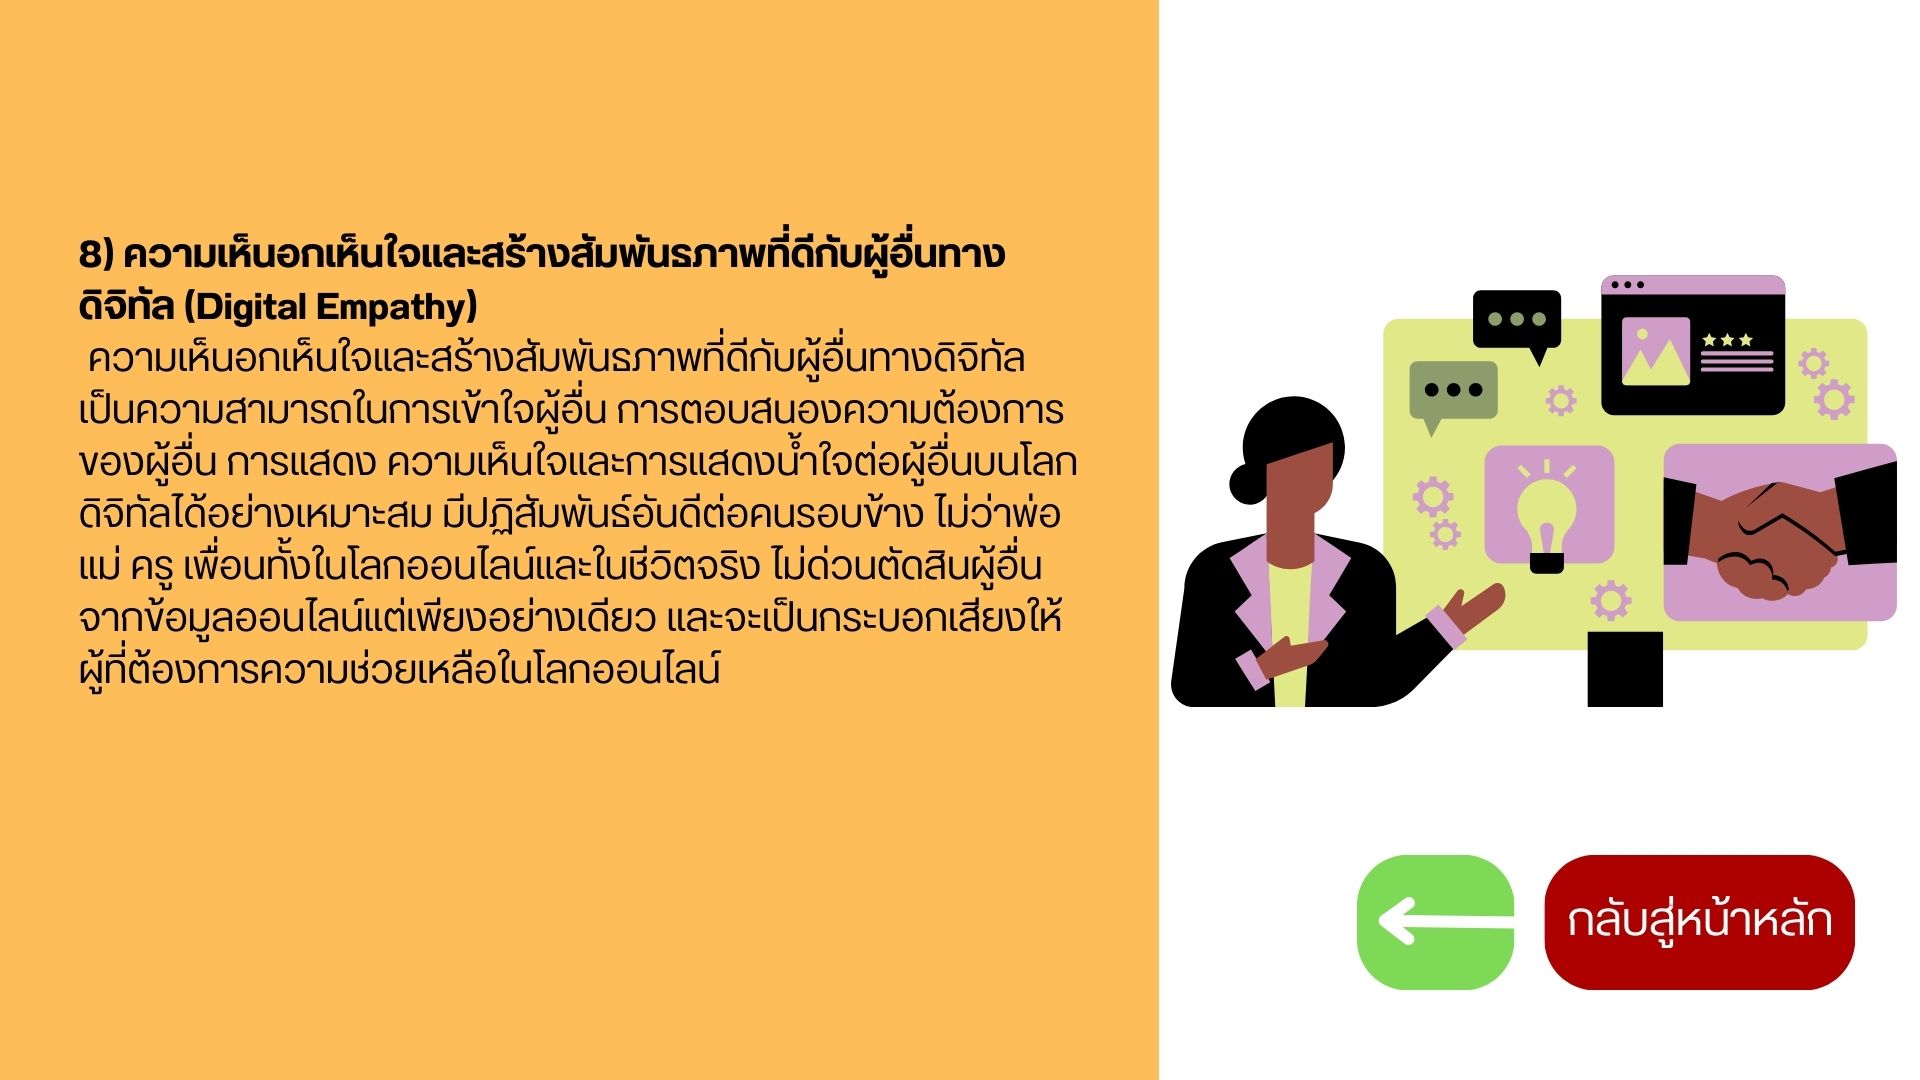 8) ความเห็นอกเห็นใจและสร้างสัมพันธภาพที่ดีกับผู้อื่นทาง
ดิจิทัล (Digital Empathy)
ความเห็นอกเห็นใจและสร้างสัมพันธภาพที่ดีกับผู้อื่นทางดิจิทัล
เป็นความสามารถในการเข้าใจผู้อื่น การตอบสนองความต้องการ
ของผู้อื่น การแสดง ความเห็นใจและการแสดงน้ำใจต่อผู้อื่นบนโลก
ดิจิทัลได้อย่างเหมาะสม มีปฏิสัมพันธ์อันดีต่อคนรอบข้าง ไม่ว่าพ่อ
แม่ ครู เพื่อนทั้งในโลกออนไลน์และในชีวิตจริง ไม่ด่วนตัดสินผู้อื่น
จากข้อมูลออนไลน์แต่เพียงอย่างเดียว และจะเป็นกระบอกเสียงให้
ผู้ที่ต้องการความช่วยเหลือในโลกออนไลน์
กลับสู่หน้าหลัก